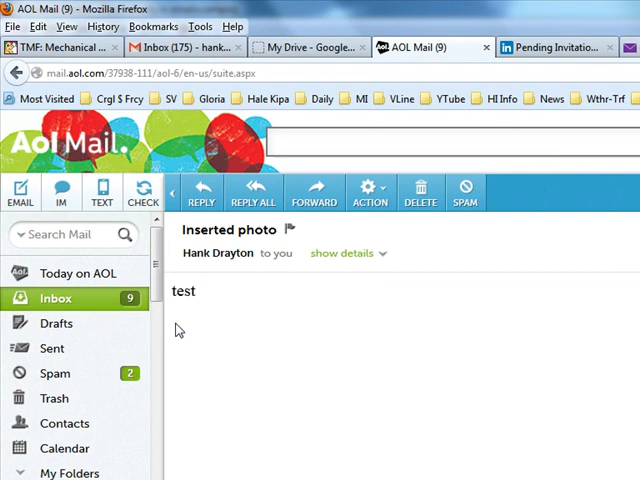 AOL Mail (9) - Mozilla Firefox
File Edit View History Bookmarks Tools Help
TMF: Mechanical ... Inbox (175) - hank... My Drive - Google... AOL Mail (9) Pending Invitatio...
mail.aol.com/37938-111/aol-6/en-us/suite.aspx
Most Visited Crgl $ Frcy SV Gloria Hale Kipa Daily MI VLine YTube HI Info News Wthr-Trf
Aol Mail.
EMAIL IM TEXT CHECK REPLY REPLY ALL FORWARD ACTION DELETE SPAM
Search Mail
Inserted photo
Hank Drayton to you show details
Today on AOL
test
Inbox 9
Drafts
Sent
Spam 2
Trash
Contacts
Calendar
My Folders